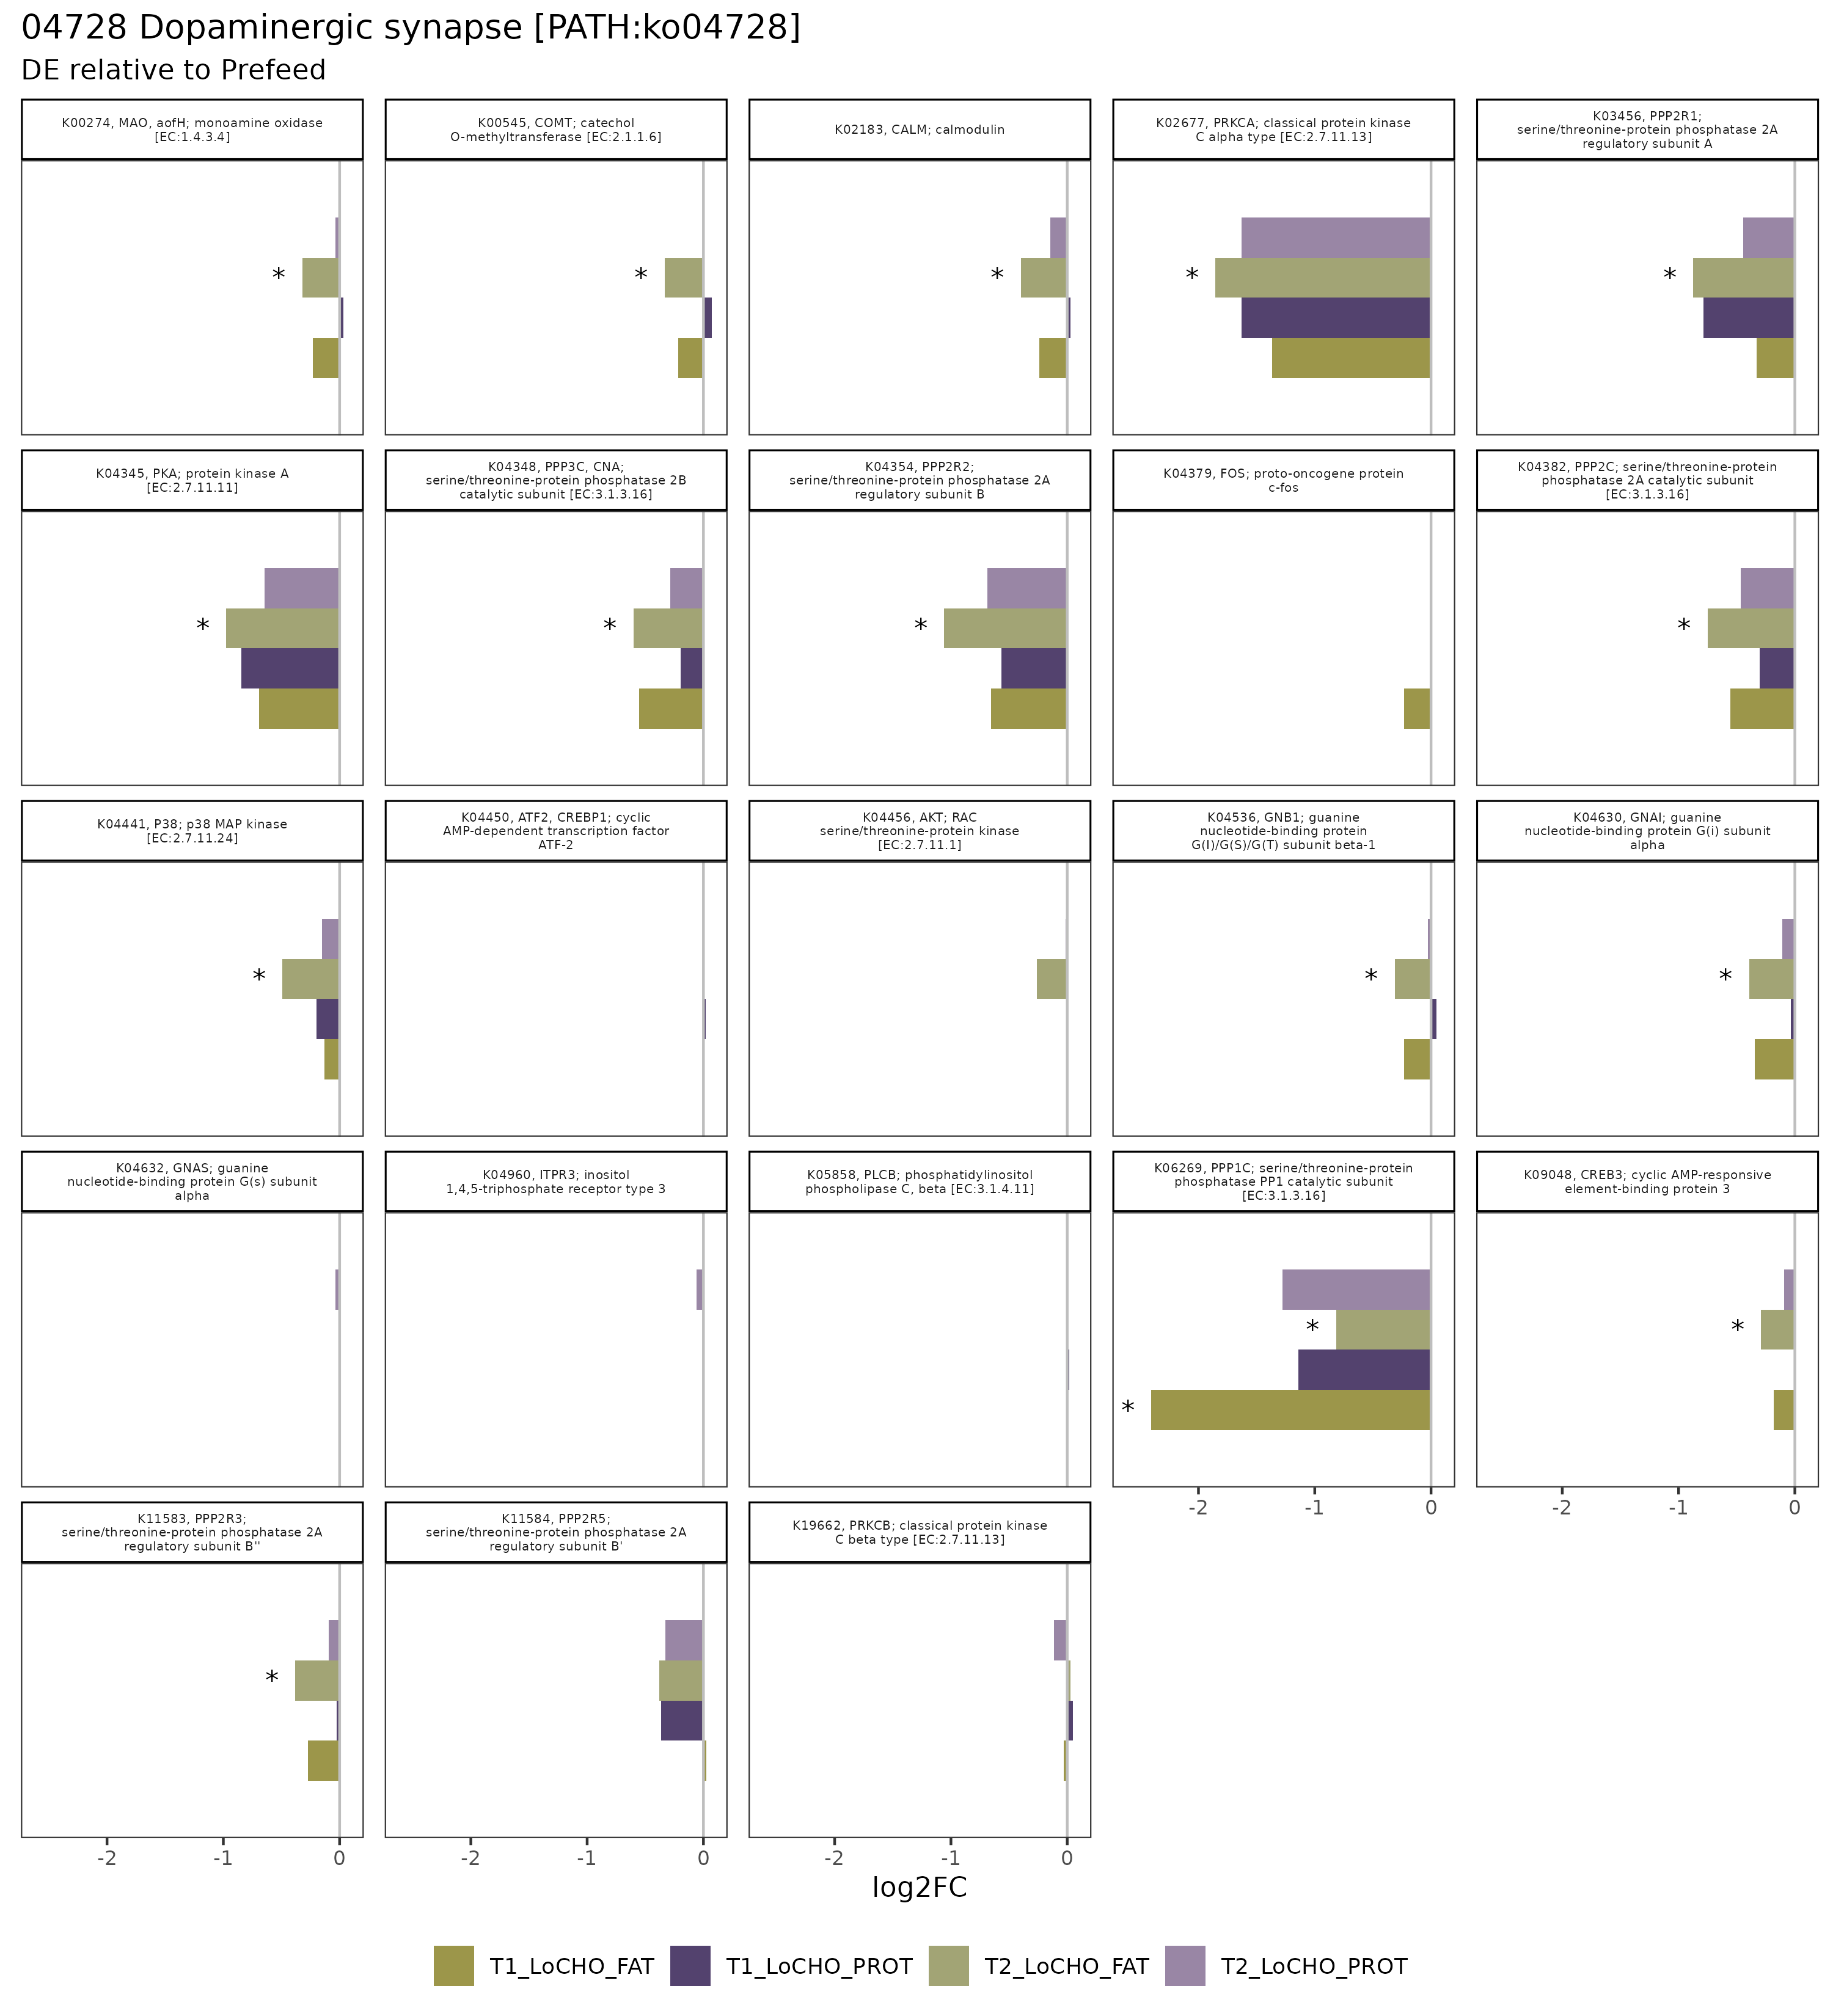 04728 Dopaminergic synapse [PATH:ko04728]
DE relative to Prefeed
K00274, MAO, aofH; monoamine oxidase
[EC:1.4.3.4]
K00545, COMT; catechol
O-methyltransferase [EC:2.1.1.6]
K02183, CALM; calmodulin
K02677, PRKCA; classical protein kinase
C alpha type [EC:2.7.11.13]
K03456, PPP2R1;
serine/threonine-protein phosphatase 2A
regulatory subunit A
*
*
*
*
*
K04345, PKA; protein kinase A
[EC:2.7.11.11]
K04348, PPP3C, CNA;
serine/threonine-protein phosphatase 2B
catalytic subunit [EC:3.1.3.16]
K04354, PPP2R2;
serine/threonine-protein phosphatase 2A
regulatory subunit B
K04379, FOS; proto-oncogene protein
c-fos
K04382, PPP2C; serine/threonine-protein
phosphatase 2A catalytic subunit
[EC:3.1.3.16]
*
*
*
*
K04441, P38; p38 MAP kinase
[EC:2.7.11.24]
K04450, ATF2, CREBP1; cyclic
AMP-dependent transcription factor
ATF-2
K04456, AKT; RAC
serine/threonine-protein kinase
[EC:2.7.11.1]
K04536, GNB1; guanine
nucleotide-binding protein
G(I)/G(S)/G(T) subunit beta-1
K04630, GNAI; guanine
nucleotide-binding protein G(i) subunit
alpha
*
*
*
K04632, GNAS; guanine
nucleotide-binding protein G(s) subunit
alpha
K04960, ITPR3; inositol
1,4,5-triphosphate receptor type 3
K05858, PLCB; phosphatidylinositol
phospholipase C, beta [EC:3.1.4.11]
K06269, PPP1C; serine/threonine-protein
phosphatase PP1 catalytic subunit
[EC:3.1.3.16]
K09048, CREB3; cyclic AMP-responsive
element-binding protein 3
*
*
*
-2 -1 0
-2 -1 0
K11583, PPP2R3;
serine/threonine-protein phosphatase 2A
regulatory subunit B''
K11584, PPP2R5;
serine/threonine-protein phosphatase 2A
regulatory subunit B'
K19662, PRKCB; classical protein kinase
C beta type [EC:2.7.11.13]
*
-2 -1 0
-2 -1 0
-2 -1 0
log2FC
T1_LoCHO_FAT T1_LoCHO_PROT T2_LoCHO_FAT T2_LoCHO_PROT